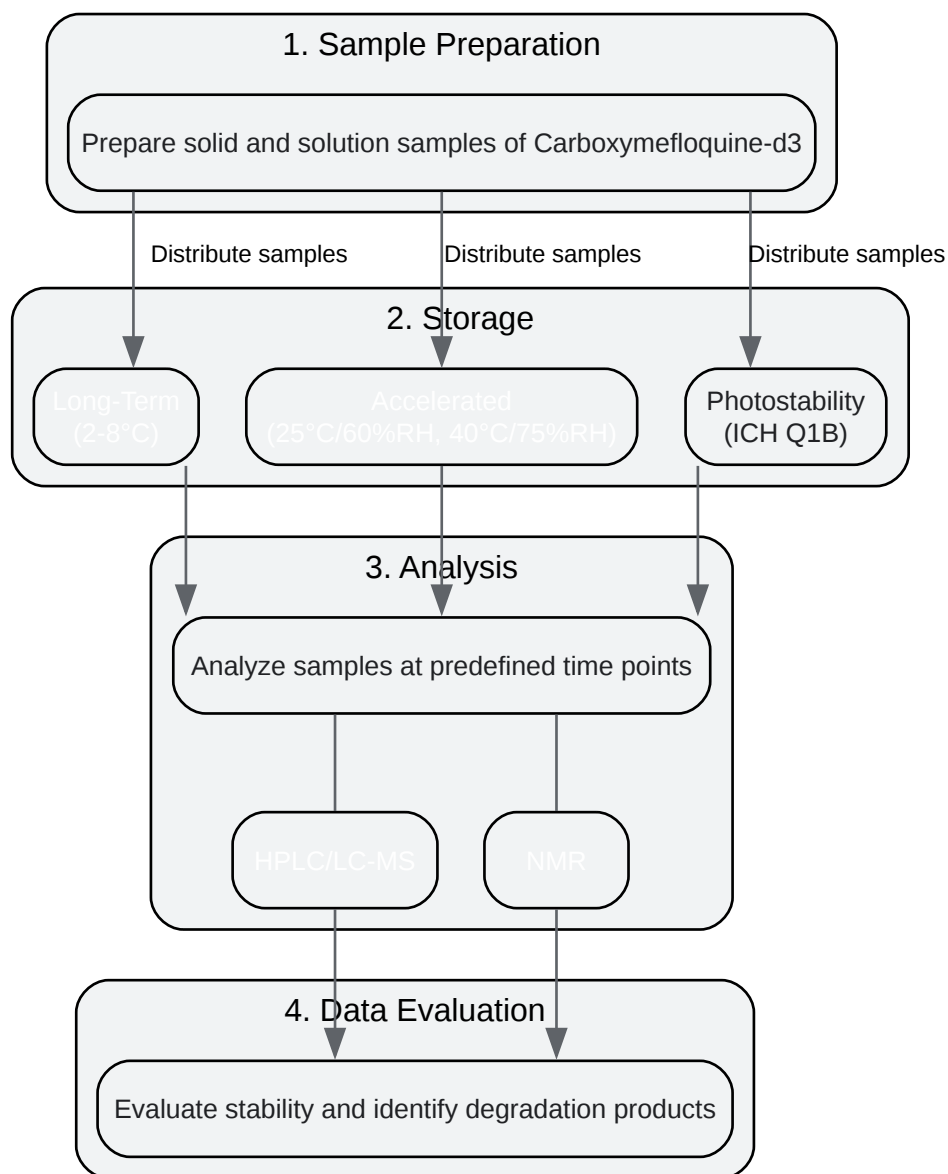 1. Sample Preparation
Prepare solid and solution samples of Carboxymefloquine-d3
Distribute samples
Distribute samples
Distribute samples
2. Storage
Long-Term
(2-8°C)
Accelerated
(25°C/60%RH, 40°C/75%RH)
Photostability
(ICH Q1B)
3. Analysis
Analyze samples at predefined time points
HPLC/LC-MS
NMR
4. Data Evaluation
Evaluate stability and identify degradation products